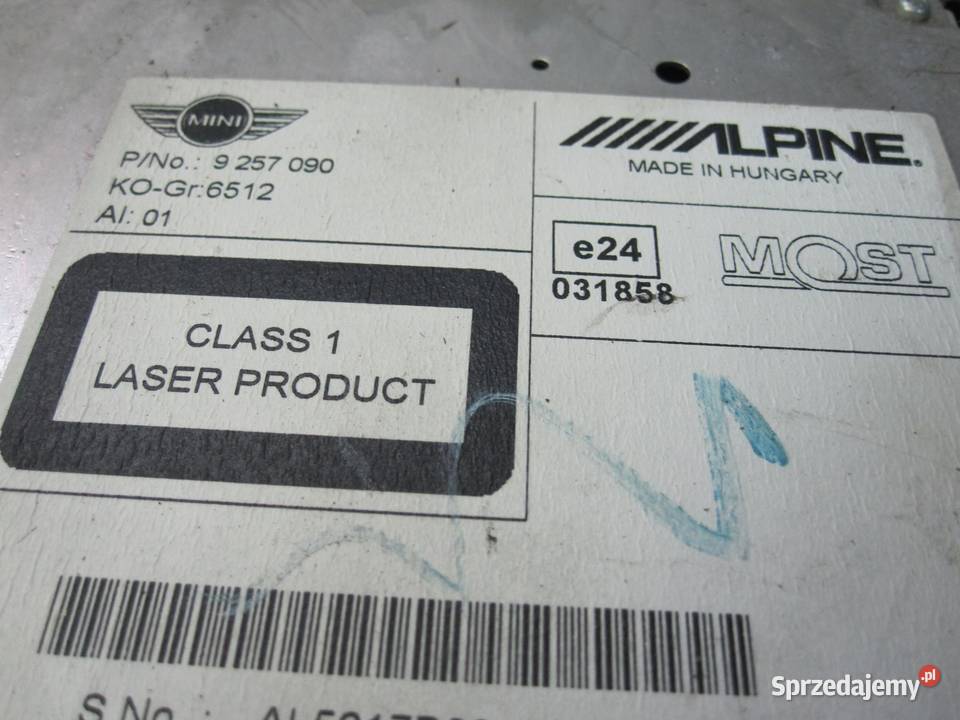 MINI
P/No.: 9 257 090
KO-Gr:6512
AI: 01
ALPINE.
MADE IN HUNGARY
e24
031858
MOST
CLASS 1
LASER PRODUCT
S.No. :
Sprzedajemy.pl